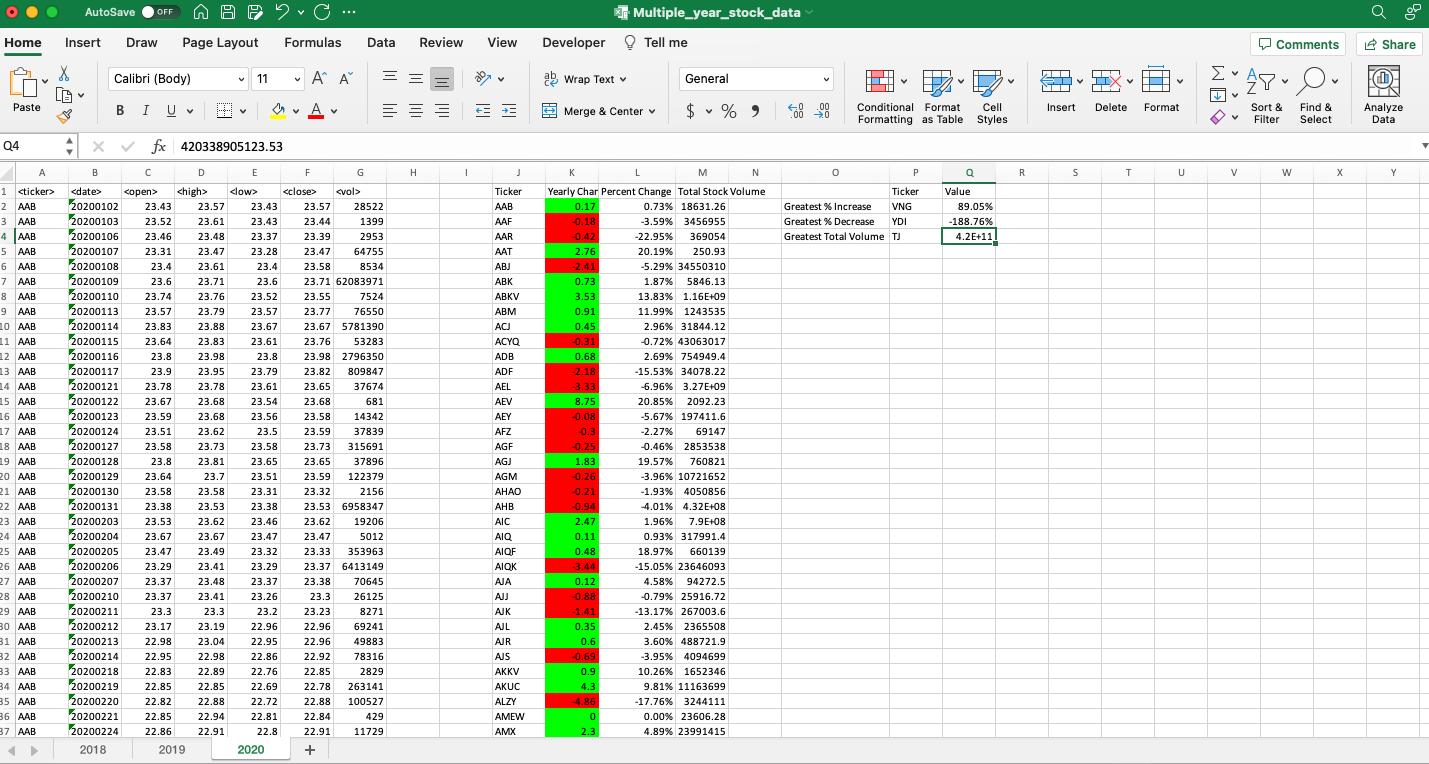 AutoSave OFF ... Multiple_year_stock_data
Home Insert Draw Page Layout Formulas Data Review View Developer Tell me Comments Share
Calibri (Body) 11 A^ A˅ ab Wrap Text General
Paste B I U A Merge & Center $ % 9 Conditional Formatting Format as Table Cell Styles Insert Delete Format Sort & Filter Find & Select Analyze Data
Q4 fx 420338905123.53
A B C D E F G H I J K L M N O P Q R S T U V W X Y
1 <ticker> <date> <open> <high> <low> <close> <vol> Ticker Yearly Char Percent Change Total Stock Volume Ticker Value
2 AAB 20200102 23.43 23.57 23.43 23.57 28522 AAB 0.17 0.73% 18631.26 Greatest % Increase VNG 89.05%
3 AAB 20200103 23.52 23.61 23.43 23.44 1399 AAF -0.18 -3.59% 3456955 Greatest % Decrease YDI -188.76%
4 AAB 20200106 23.46 23.48 23.37 23.39 2953 AAR -0.42 -22.95% 369054 Greatest Total Volume TJ 4.2E+11
5 AAB 20200107 23.31 23.47 23.28 23.47 64755 AAT 2.76 20.19% 250.93
6 AAB 20200108 23.4 23.61 23.4 23.58 8534 ABJ -2.41 -5.29% 34550310
7 AAB 20200109 23.6 23.71 23.6 23.71 62083971 ABK 0.73 1.87% 5846.13
8 AAB 20200110 23.74 23.76 23.52 23.55 7524 ABKV 3.53 13.83% 1.16E+09
9 AAB 20200113 23.57 23.79 23.57 23.77 76550 ABM 0.91 11.99% 1243535
10 AAB 20200114 23.83 23.88 23.67 23.67 5781390 ACJ 0.45 2.96% 31844.12
11 AAB 20200115 23.64 23.83 23.61 23.76 53283 ACYQ -0.31 -0.72% 43063017
12 AAB 20200116 23.8 23.98 23.8 23.98 2796350 ADB 0.68 2.69% 754949.4
13 AAB 20200117 23.9 23.95 23.79 23.82 809847 ADF -2.18 -15.53% 34078.22
14 AAB 20200121 23.78 23.78 23.61 23.65 37674 AEL -3.33 -6.96% 3.27E+09
15 AAB 20200122 23.67 23.68 23.54 23.68 681 AEV 8.75 20.85% 2092.23
16 AAB 20200123 23.59 23.68 23.56 23.58 14342 AEY -0.08 -5.67% 197411.6
17 AAB 20200124 23.51 23.62 23.5 23.59 37839 AFZ -0.3 -2.27% 69147
18 AAB 20200127 23.58 23.73 23.58 23.73 315691 AGF -0.25 -0.46% 2853538
19 AAB 20200128 23.8 23.81 23.65 23.65 37896 AGJ 1.83 19.57% 760821
20 AAB 20200129 23.64 23.7 23.51 23.59 122379 AGM -0.26 -3.96% 10721652
21 AAB 20200130 23.58 23.58 23.31 23.32 2156 AHAO -0.21 -1.93% 4050856
22 AAB 20200131 23.38 23.53 23.38 23.53 6958347 AHB -0.94 -4.01% 4.32E+08
23 AAB 20200203 23.53 23.62 23.46 23.62 19206 AIC 2.47 1.96% 7.9E+08
24 AAB 20200204 23.67 23.67 23.47 23.47 5012 AIQ 0.11 0.93% 317991.4
25 AAB 20200205 23.47 23.49 23.32 23.33 353963 AIQF 0.48 18.97% 660139
26 AAB 20200206 23.29 23.41 23.29 23.37 6413149 AIQK -3.44 -15.05% 23646093
27 AAB 20200207 23.37 23.48 23.37 23.38 70645 AJA 0.12 4.58% 94272.5
28 AAB 20200210 23.37 23.41 23.26 23.3 26125 AJJ -0.88 -0.79% 25916.72
29 AAB 20200211 23.3 23.3 23.2 23.23 8271 AJK -1.41 -13.17% 267003.6
30 AAB 20200212 23.17 23.19 22.96 22.96 69241 AJL 0.35 2.45% 2365508
31 AAB 20200213 22.98 23.04 22.95 22.96 49883 AJR 0.6 3.60% 488721.9
32 AAB 20200214 22.95 22.98 22.86 22.92 78316 AJS -0.69 -3.95% 4094699
33 AAB 20200218 22.83 22.89 22.76 22.85 2829 AKKV 0.9 10.26% 1652346
34 AAB 20200219 22.85 22.85 22.69 22.78 263141 AKUC 4.3 9.81% 11163699
35 AAB 20200220 22.82 22.88 22.72 22.88 100527 ALZY -4.86 -17.76% 3244111
36 AAB 20200221 22.85 22.94 22.81 22.84 429 AMEW 0 0.00% 23606.28
37 AAB 20200224 22.86 22.91 22.8 22.91 11729 AMX 2.3 4.89% 23991415
2018 2019 2020 +